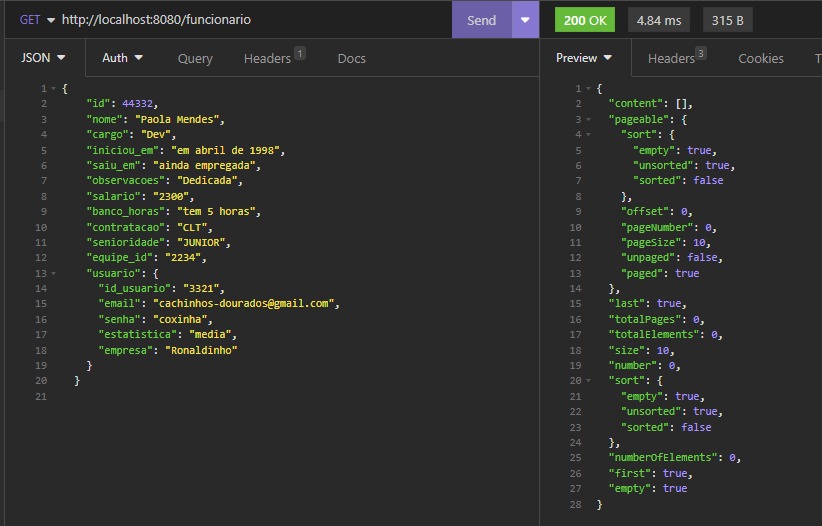 GET http://localhost:8080/funcionario Send 200 OK 4.84 ms 315 B
JSON Auth Query Headers 1 Docs Preview Headers 3 Cookies T
1 {
2 "id": 44332,
3 "nome": "Paola Mendes",
4 "cargo": "Dev",
5 "iniciou_em": "em abril de 1998",
6 "saiu_em": "ainda empregada",
7 "observacoes": "Dedicada",
8 "salario": "2300",
9 "banco_horas": "tem 5 horas",
10 "contratacao": "CLT",
11 "senioridade": "JUNIOR",
12 "equipe_id": "2234",
13 "usuario": {
14 "id_usuario": "3321",
15 "email": "cachinhos-dourados@gmail.com",
16 "senha": "coxinha",
17 "estatistica": "media",
18 "empresa": "Ronaldinho"
19 }
20 }
21
1 {
2 "content": [],
3 "pageable": {
4 "sort": {
5 "empty": true,
6 "unsorted": true,
7 "sorted": false
8 },
9 "offset": 0,
10 "pageNumber": 0,
11 "pageSize": 10,
12 "unpaged": false,
13 "paged": true
14 },
15 "last": true,
16 "totalPages": 0,
17 "totalElements": 0,
18 "size": 10,
19 "number": 0,
20 "sort": {
21 "empty": true,
22 "unsorted": true,
23 "sorted": false
24 },
25 "numberOfElements": 0,
26 "first": true,
27 "empty": true
28 }